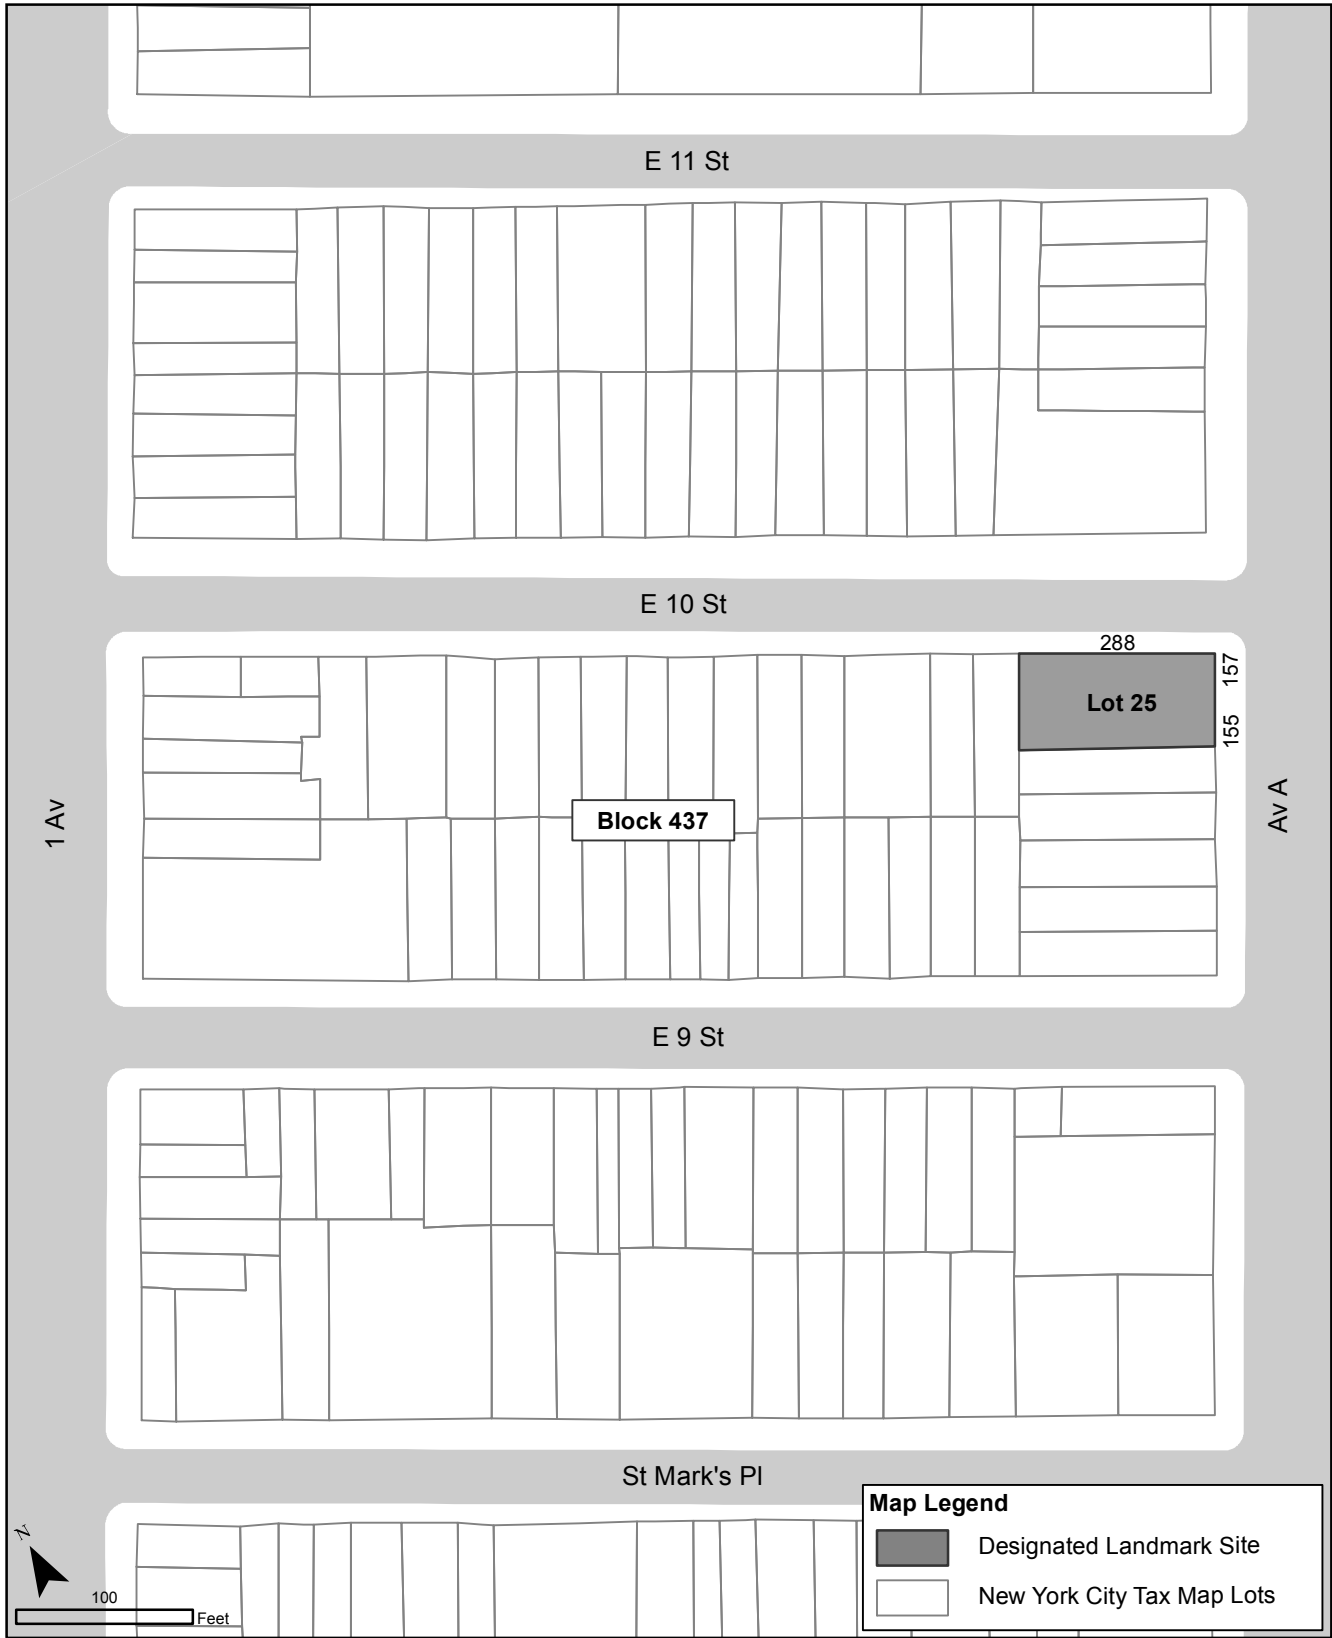 E 11 St
E 10 St
288
157
Lot 25
155
1 Av
Block 437
Av A
E 9 St
St Mark's Pl
Map Legend
Designated Landmark Site
New York City Tax Map Lots
N
100
Feet